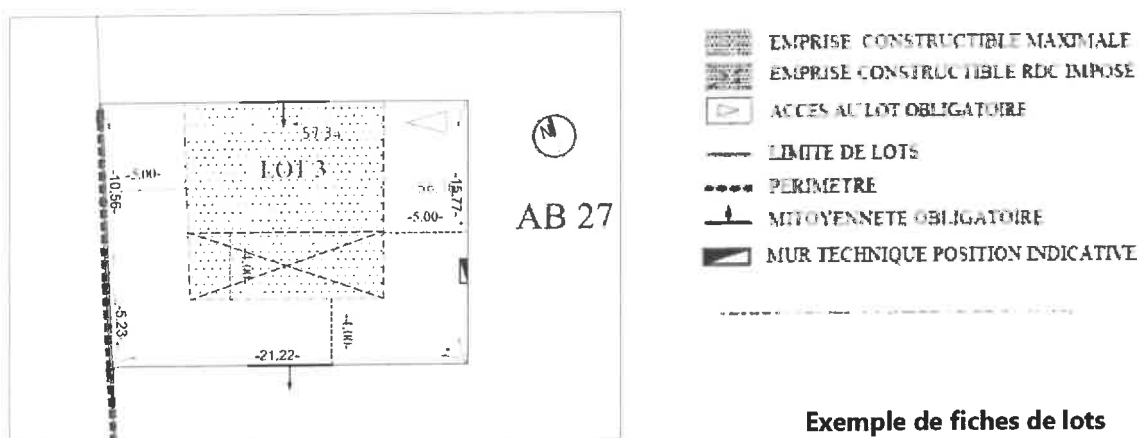 57.3
LOT 3
-5.00-
-10.56-
-15.77-
-5.00-
-4.00-
-5.23-
-4.00-
-21.22-
N
AB 27
EMPRISE CONSTRUCTIBLE MAXIMALE
EMPRISE CONSTRUCTIBLE RDC IMPOSE
ACCES AU LOT OBLIGATOIRE
LIMITE DE LOTS
PERIMETRE
MITOYENNETE OBLIGATOIRE
MUR TECHNIQUE POSITION INDICATIVE
Exemple de fiches de lots